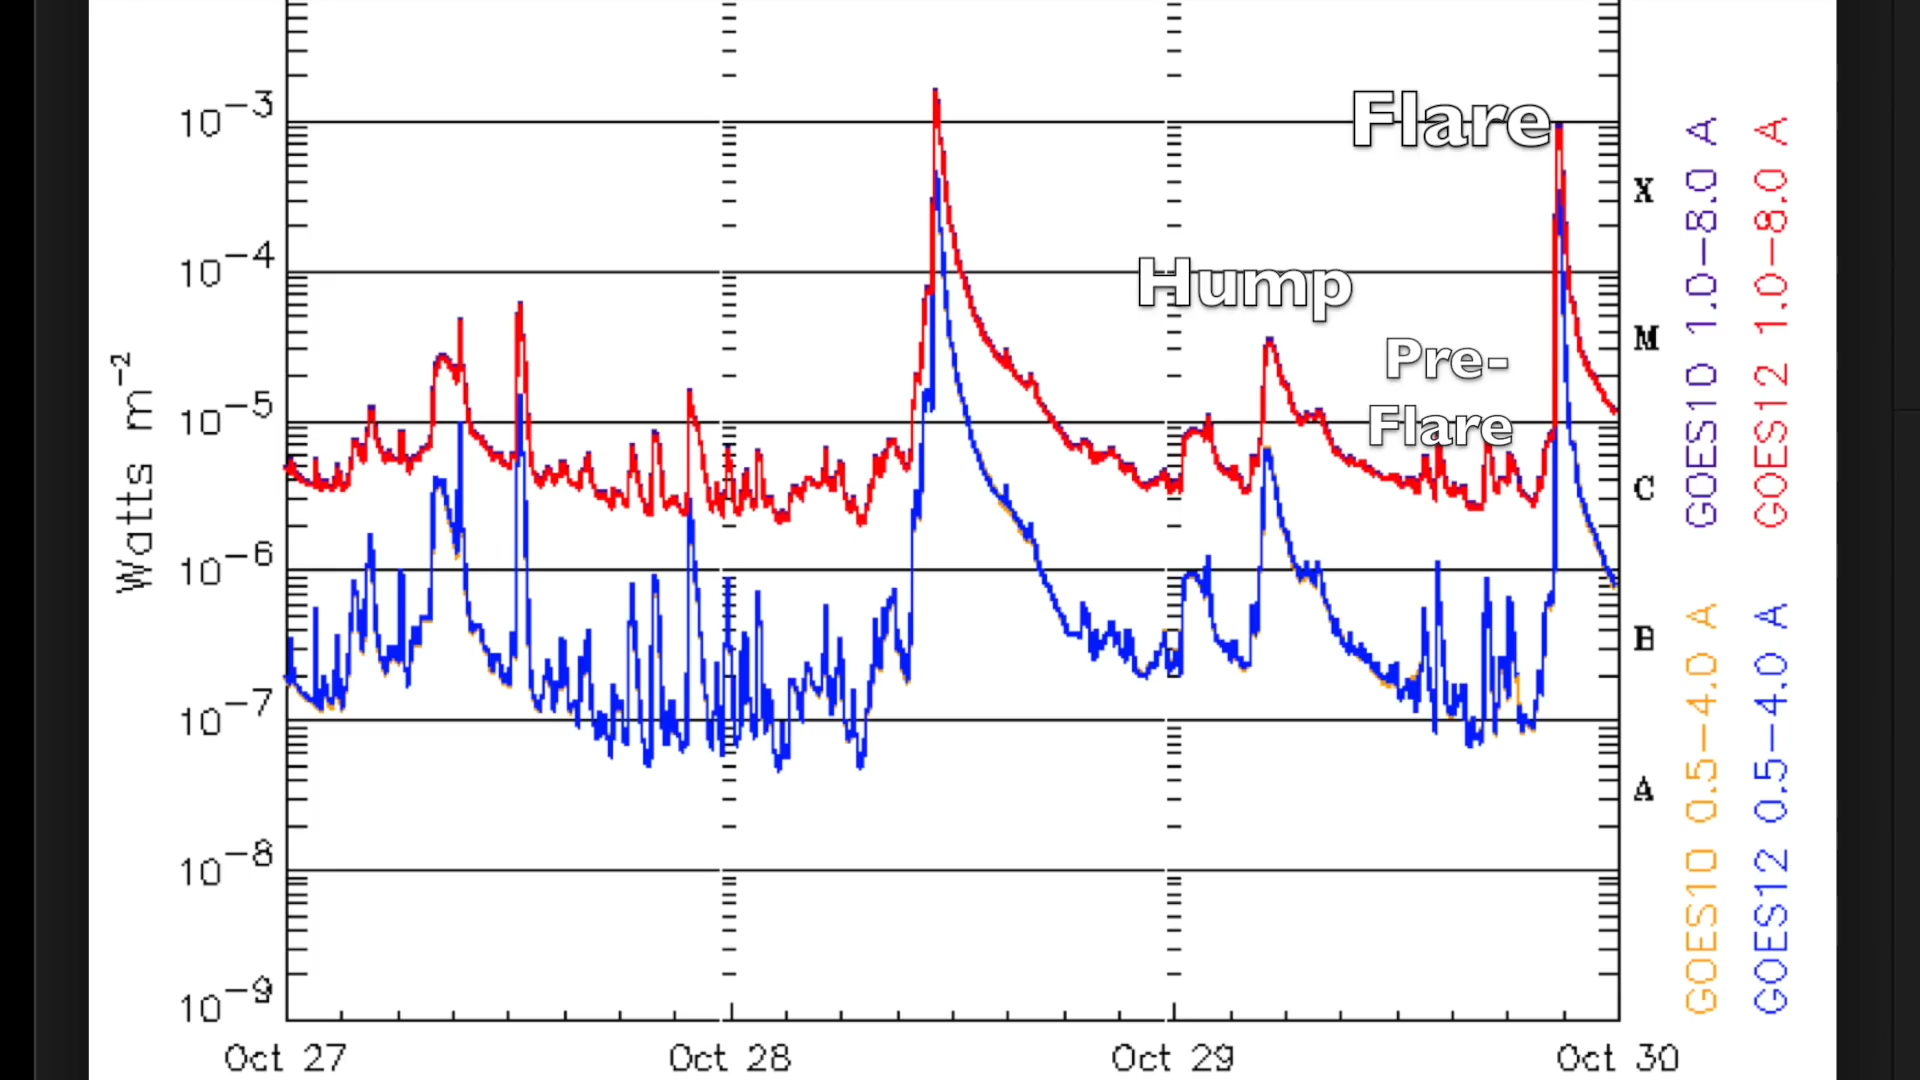 Watts m⁻²
10⁻³
10⁻⁴
10⁻⁵
10⁻⁶
10⁻⁷
10⁻⁸
10⁻⁹
Flare
Hump
Pre-
Flare
X
M
C
B
A
GOES10 1.0-8.0 A
GOES12 1.0-8.0 A
GOES10 0.5-4.0 A
GOES12 0.5-4.0 A
Oct 27
Oct 28
Oct 29
Oct 30